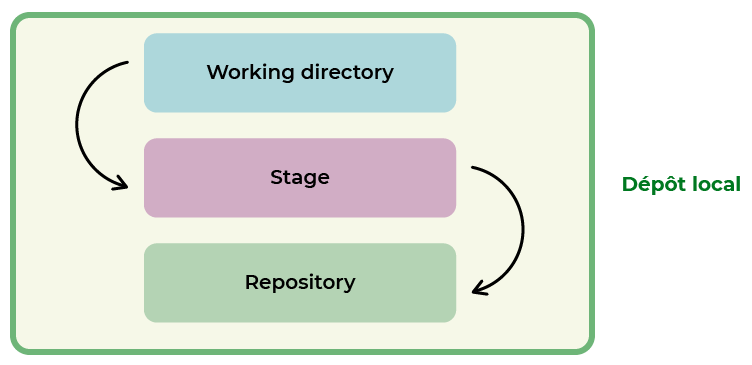 Working directory
Stage
Dépôt local
Repository